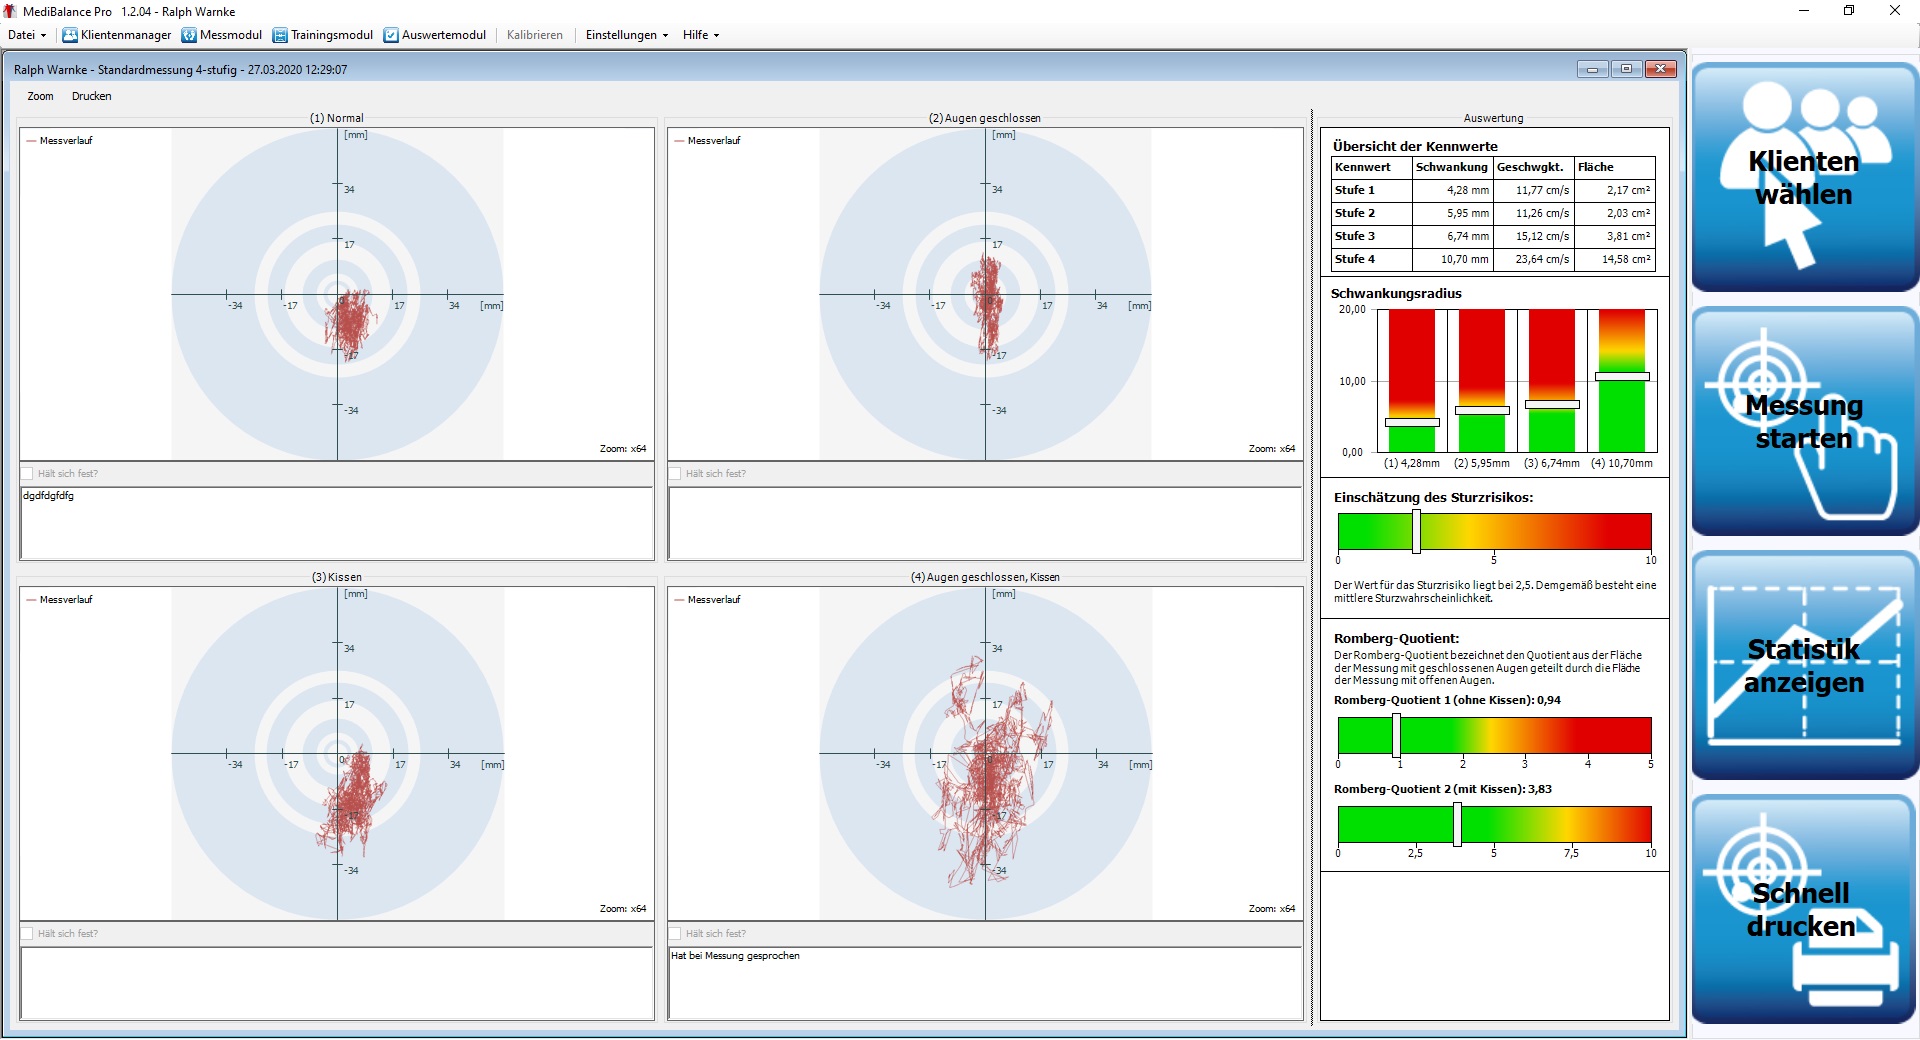 MediBalance Pro   1.2.04 - Ralph Warnke
Datei Klientenmanager Messmodul Trainingsmodul Auswertemodul Kalibrieren Einstellungen Hilfe
Ralph Warnke - Standardmessung 4-stufig - 27.03.2020 12:29:07
Zoom Drucken
(1) Normal
Messverlauf
[mm]
34
17
-34 -17 0 17 34 [mm]
-17
-34
Zoom: x64
Hält sich fest?
dgdfdgfdfg
(2) Augen geschlossen
Messverlauf
[mm]
34
17
-34 -17 0 17 34 [mm]
-17
-34
Zoom: x64
Hält sich fest?
(3) Kissen
Messverlauf
[mm]
34
17
-34 -17 0 17 34 [mm]
-17
-34
Zoom: x64
Hält sich fest?
(4) Augen geschlossen, Kissen
Messverlauf
[mm]
34
17
-34 -17 0 17 34 [mm]
-17
-34
Zoom: x64
Hält sich fest?
Hat bei Messung gesprochen
Auswertung
Übersicht der Kennwerte
Kennwert Schwankung Geschwgkt. Fläche
Stufe 1 4,28 mm 11,77 cm/s 2,17 cm²
Stufe 2 5,95 mm 11,26 cm/s 2,03 cm²
Stufe 3 6,74 mm 15,12 cm/s 3,81 cm²
Stufe 4 10,70 mm 23,64 cm/s 14,58 cm²
Schwankungsradius
20,00
10,00
0,00
(1) 4,28mm (2) 5,95mm (3) 6,74mm (4) 10,70mm
Einschätzung des Sturzrisikos:
0 5 10
Der Wert für das Sturzrisiko liegt bei 2,5. Demgemäß besteht eine
mittlere Sturzwahrscheinlichkeit.
Romberg-Quotient:
Der Romberg-Quotient bezeichnet den Quotient aus der Fläche
der Messung mit geschlossenen Augen geteilt durch die Fläche
der Messung mit offenen Augen.
Romberg-Quotient 1 (ohne Kissen): 0,94
0 1 2 3 4 5
Romberg-Quotient 2 (mit Kissen): 3,83
0 2,5 5 7,5 10
Klienten
wählen
Messung
starten
Statistik
anzeigen
Schnell
drucken